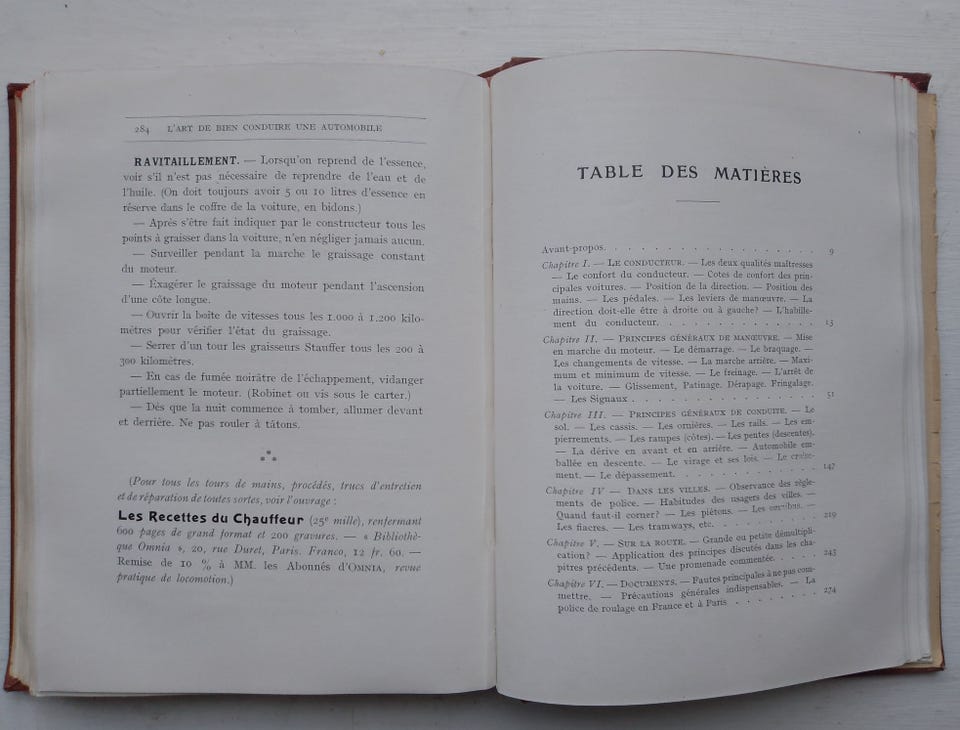 284 L'ART DE BIEN CONDUIRE UNE AUTOMOBILE
RAVITAILLEMENT. — Lorsqu'on reprend de l'essence,
voir s'il n'est pas nécessaire de reprendre de l'eau et de
l'huile. (On doit toujours avoir 5 ou 10 litres d'essence en
réserve dans le coffre de la voiture, en bidons.)
— Après s'être fait indiquer par le constructeur tous les
points à graisser dans la voiture, n'en négliger jamais aucun.
— Surveiller pendant la marche le graissage constant
du moteur.
— Éxagérer le graissage du moteur pendant l'ascension
d'une côte longue.
— Ouvrir la boîte de vitesses tous les 1.000 à 1.200 kilo-
mètres pour vérifier l'état du graissage.
— Serrer d'un tour les graisseurs Stauffer tous les 200 à
300 kilomètres.
— En cas de fumée noirâtre de l'échappement, vidanger
partiellement le moteur. (Robinet ou vis sous le carter.)
— Dés que la nuit commence à tomber, allumer devant
et derrière. Ne pas rouler à tâtons.
(Pour tous les tours de mains, procédés, trucs d'entretien
et de réparation de toutes sortes, voir l'ouvrage :
Les Recettes du Chauffeur (25e mille), renfermant
600 pages de grand format et 200 gravures. — « Bibliothè-
que Omnia », 20, rue Duret, Paris. Franco, 12 fr. 60. —
Remise de 10 % à MM. les Abonnés d'OMNIA, revue
pratique de locomotion.)
TABLE DES MATIÈRES
Avant-propos. . . . . . . . . . . . . . . . . 9
Chapitre I. — LE CONDUCTEUR. — Les deux qualités maîtresses
— Le confort du conducteur. — Cotes de confort des prin-
cipales voitures. — Position de la direction. — Position des
mains. — Les pédales. — Les leviers de manœuvre. — La
direction doit-elle être à droite ou à gauche? — L'habille-
ment du conducteur. . . . . . . . . . . . . 13
Chapitre II. — PRINCIPES GÉNÉRAUX DE MANŒUVRE. — Mise
en marche du moteur. — Le démarrage. — Le braquage. —
Les changements de vitesse. — La marche arrière. — Maxi-
mum et minimum de vitesse. — Le freinage. — L'arrêt de
la voiture. — Glissement, Patinage. Dérapage. Fringalage.
— Les Signaux . . . . . . . . . . . . . . . 51
Chapitre III. — PRINCIPES GÉNÉRAUX DE CONDUITE. — Le
sol. — Les cassis. — Les ornières. — Les rails. — Les em-
pierrements. — Les rampes (côtes). — Les pentes (descentes).
— La dérive en avant et en arrière. — Automobile em-
ballée en descente. — Le virage et ses lois. — Le croise-
ment. — Le dépassement. . . . . . . . . . . 147
Chapitre IV — DANS LES VILLES. — Observance des règle-
ments de police. — Habitudes des usagers des villes. —
Quand faut-il corner? — Les piétons. — Les omnibus. —
Les fiacres. — Les tramways, etc. . . . . . . . 219
Chapitre V. — SUR LA ROUTE. — Grande ou petite démultipli-
cation? — Application des principes discutés dans les cha-
pitres précédents. — Une promenade commentée. . . . 243
Chapitre VI. — DOCUMENTS. — Fautes principales à ne pas com-
mettre. — Précautions générales indispensables. — La
police de roulage en France et à Paris . . . . . . . 274